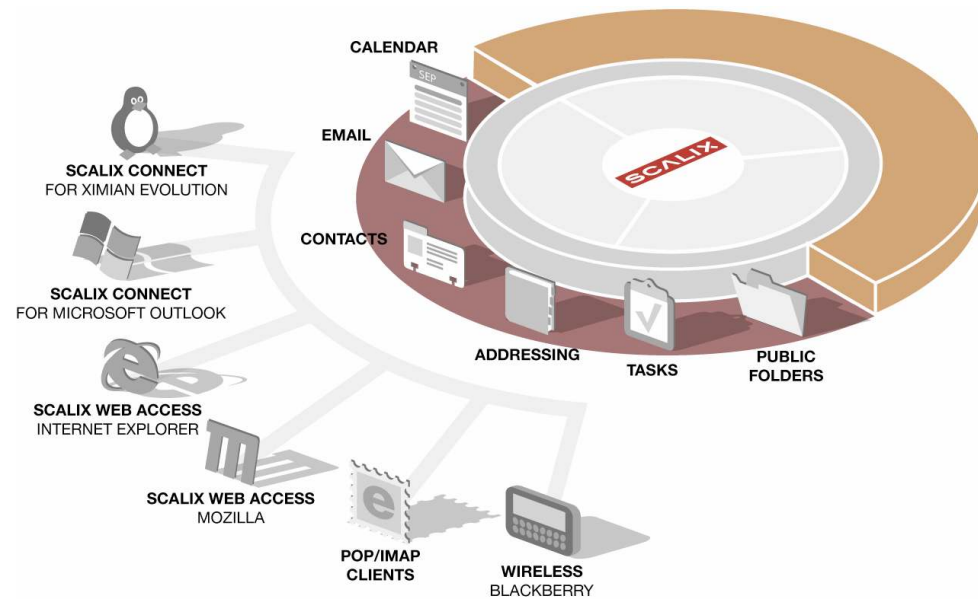 CALENDAR
SEP
EMAIL
SCALIX
CONTACTS
ADDRESSING
TASKS
PUBLIC
FOLDERS
SCALIX CONNECT
FOR XIMIAN EVOLUTION
SCALIX CONNECT
FOR MICROSOFT OUTLOOK
SCALIX WEB ACCESS
INTERNET EXPLORER
SCALIX WEB ACCESS
MOZILLA
POP/IMAP
CLIENTS
WIRELESS
BLACKBERRY